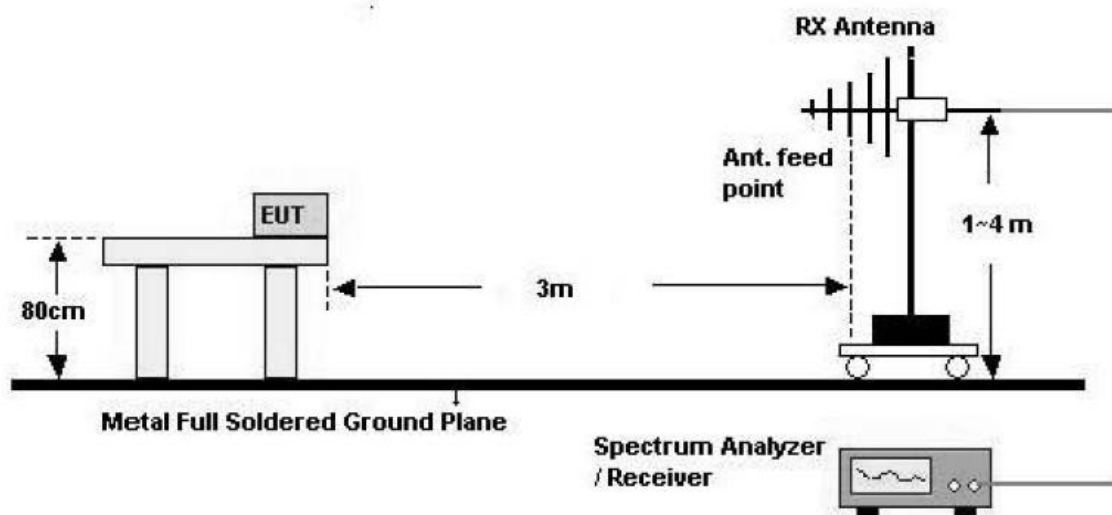 RX Antenna
Ant. feed
point
EUT
1~4 m
3m
80cm
Metal Full Soldered Ground Plane
Spectrum Analyzer
/ Receiver